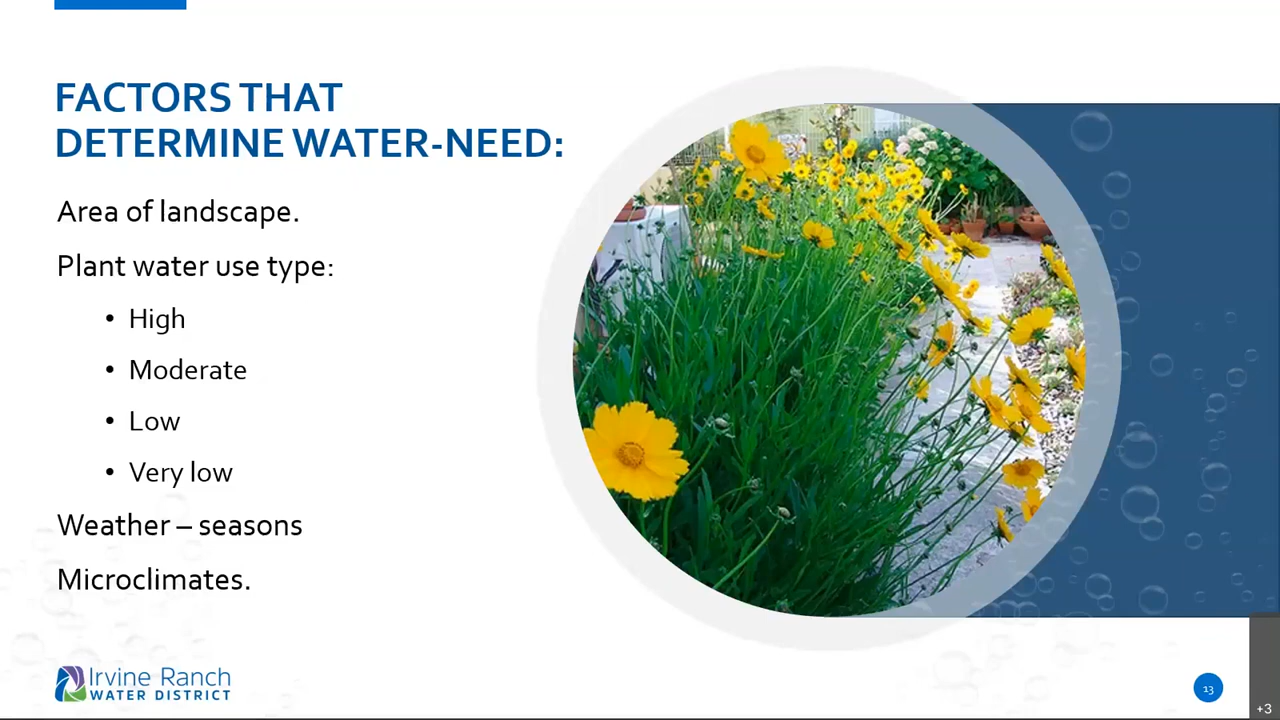 FACTORS THAT
DETERMINE WATER-NEED:
Area of landscape.
Plant water use type:
• High
• Moderate
• Low
• Very low
Weather – seasons
Microclimates.
Irvine Ranch
WATER DISTRICT
13
+3